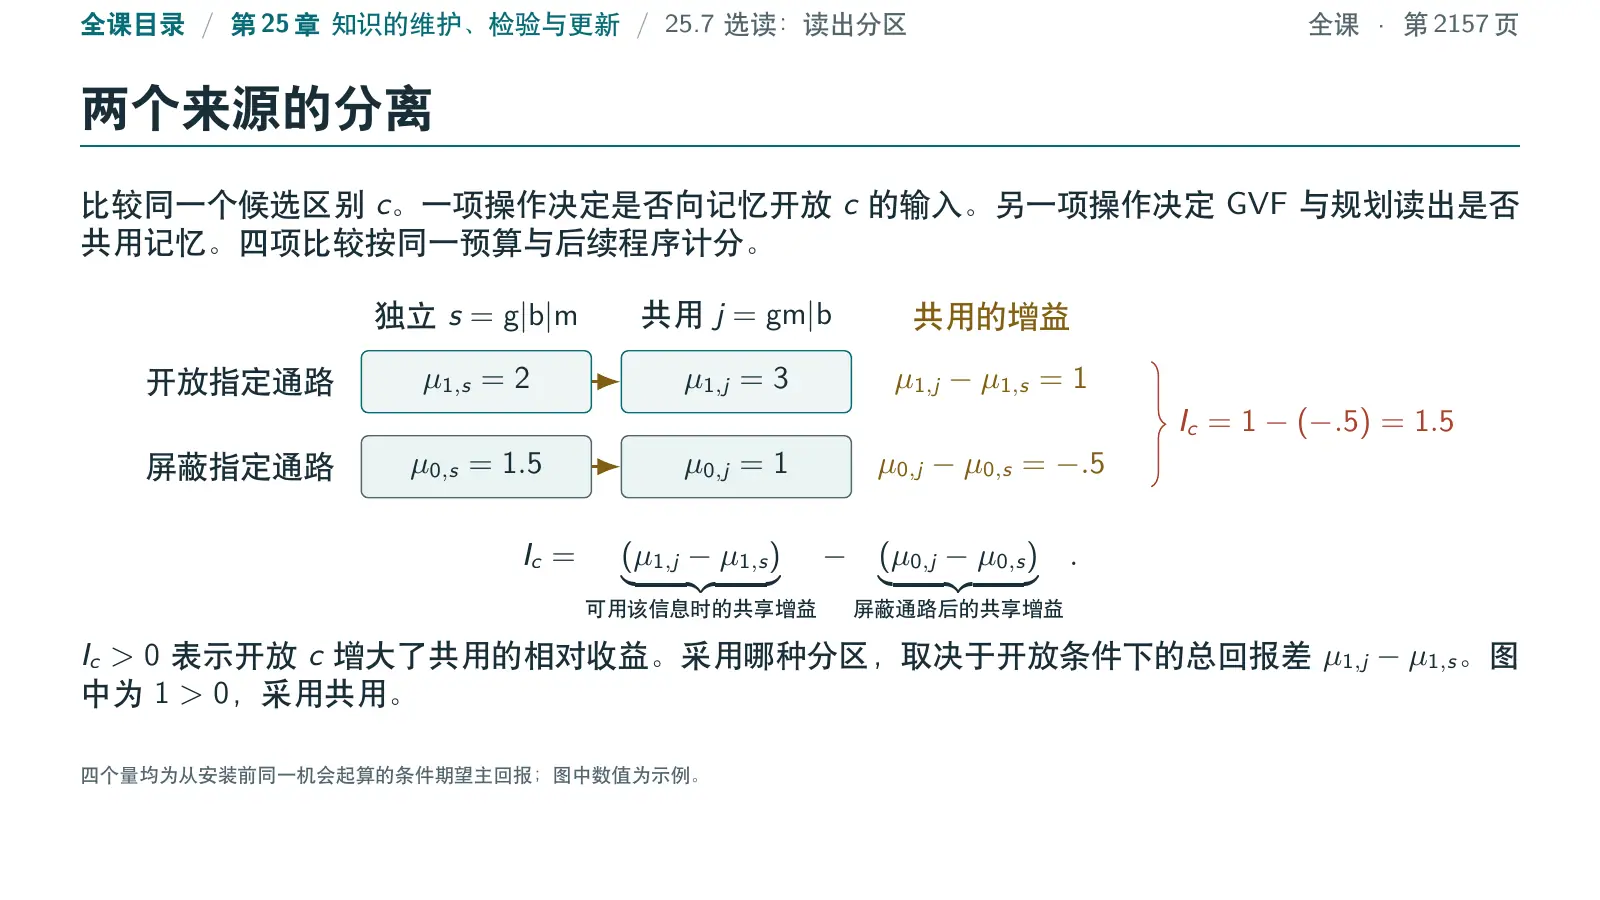 全课目录 / 第 25 章 知识的维护、检验与更新 / 25.7 选读：读出分区 全课 · 第 2157 页
两个来源的分离
比较同一个候选区别 c。一项操作决定是否向记忆开放 c 的输入。另一项操作决定 GVF 与规划读出是否
共用记忆。四项比较按同一预算与后续程序计分。
独立 s = g|b|m 共用 j = gm|b 共用的增益
开放指定通路 μ₁,ₛ = 2 μ₁,ⱼ = 3 μ₁,ⱼ − μ₁,ₛ = 1
I_c = 1 − (−.5) = 1.5
屏蔽指定通路 μ₀,ₛ = 1.5 μ₀,ⱼ = 1 μ₀,ⱼ − μ₀,ₛ = −.5
I_c = (μ₁,ⱼ − μ₁,ₛ) − (μ₀,ⱼ − μ₀,ₛ) .
可用该信息时的共享增益 屏蔽通路后的共享增益
I_c > 0 表示开放 c 增大了共用的相对收益。采用哪种分区，取决于开放条件下的总回报差 μ₁,ⱼ − μ₁,ₛ。图
中为 1 > 0，采用共用。
四个量均为从安装前同一机会起算的条件期望主回报；图中数值为示例。